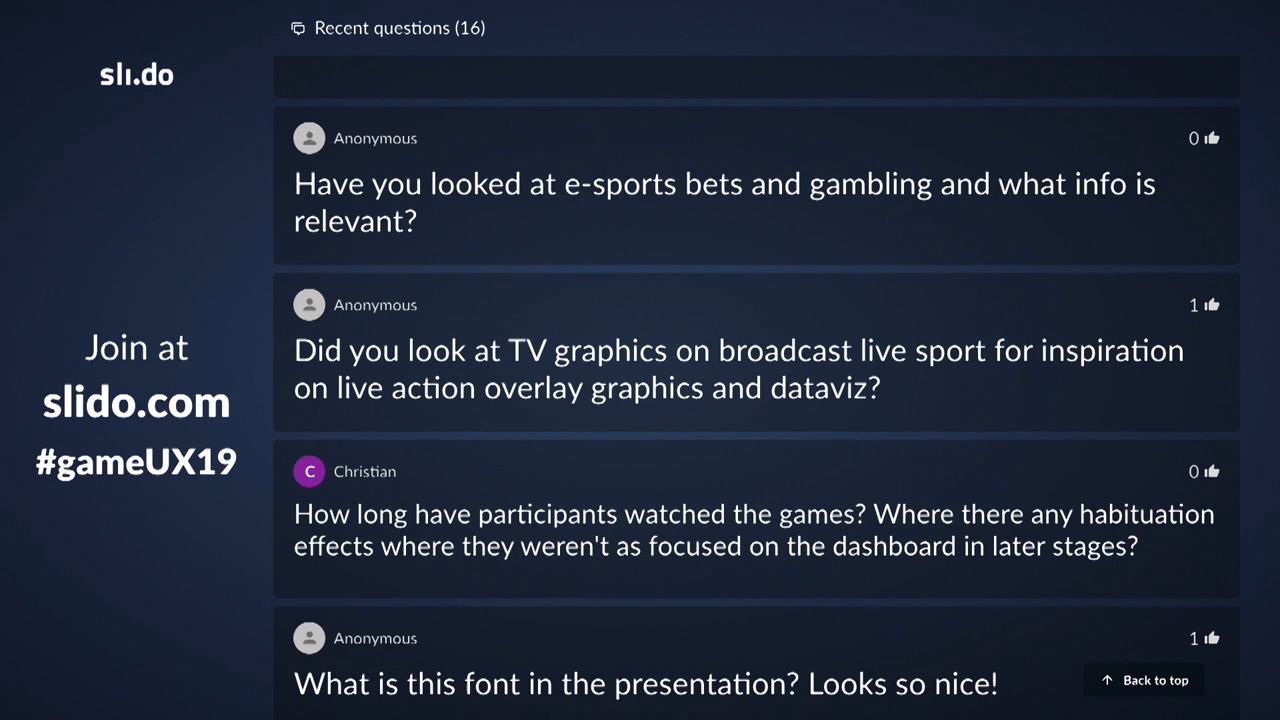 Recent questions (16)
sli.do
Anonymous
0
Have you looked at e-sports bets and gambling and what info is
relevant?
Anonymous
1
Did you look at TV graphics on broadcast live sport for inspiration
on live action overlay graphics and dataviz?
Join at
slido.com
#gameUX19
C Christian
0
How long have participants watched the games? Where there any habituation
effects where they weren't as focused on the dashboard in later stages?
Anonymous
1
What is this font in the presentation? Looks so nice!
Back to top